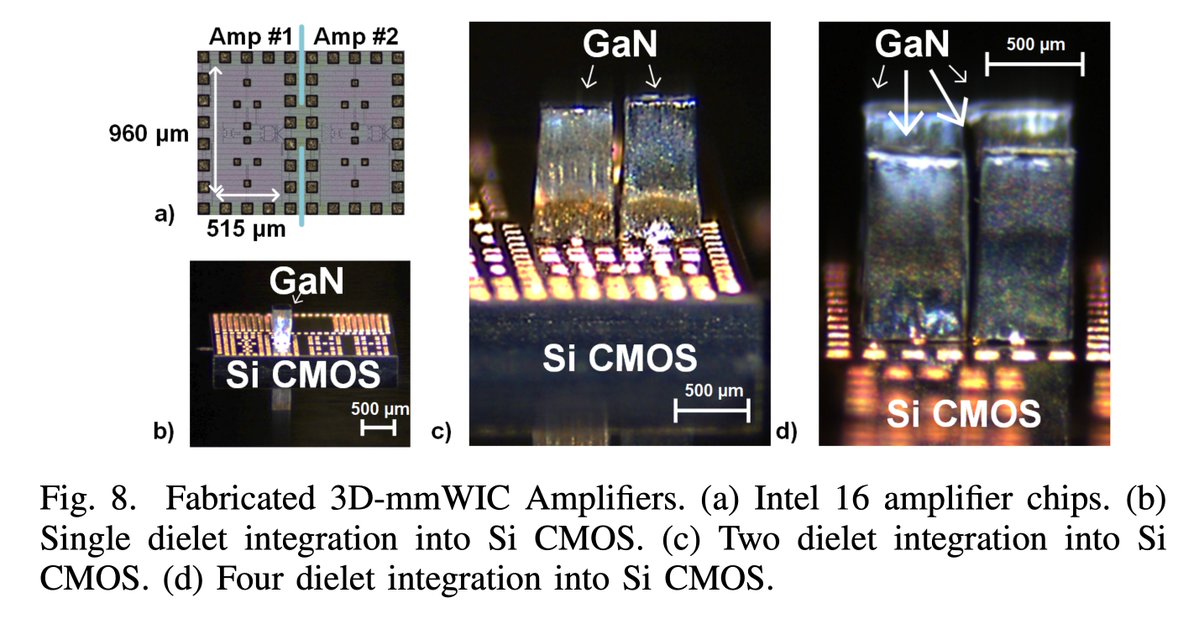 Amp #1 Amp #2
960 µm
a)
515 µm
GaN
Si CMOS
500 µm
b)
GaN
Si CMOS
500 µm
c)
GaN
500 µm
Si CMOS
d)
Fig. 8. Fabricated 3D-mmWIC Amplifiers. (a) Intel 16 amplifier chips. (b)
Single dielet integration into Si CMOS. (c) Two dielet integration into Si
CMOS. (d) Four dielet integration into Si CMOS.